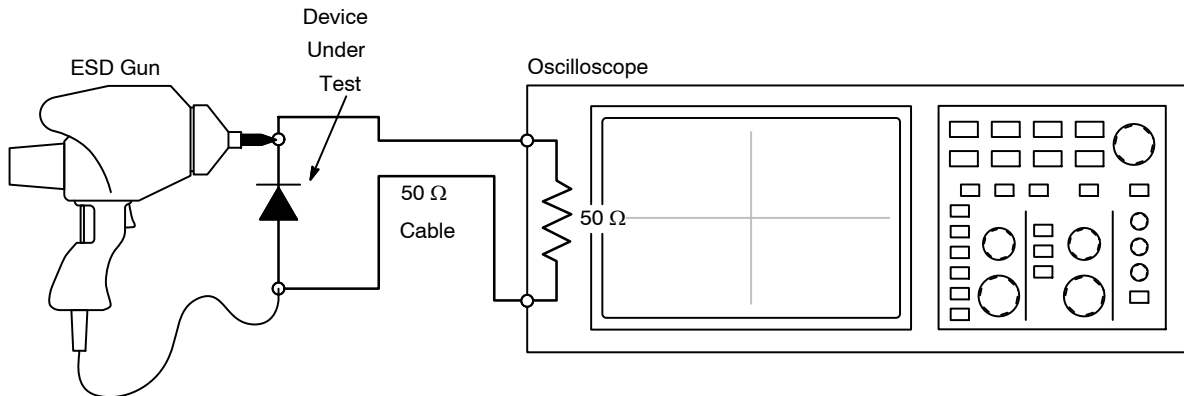 Device
Under
Test
ESD Gun
Oscilloscope
50 Ω
Cable
50 Ω